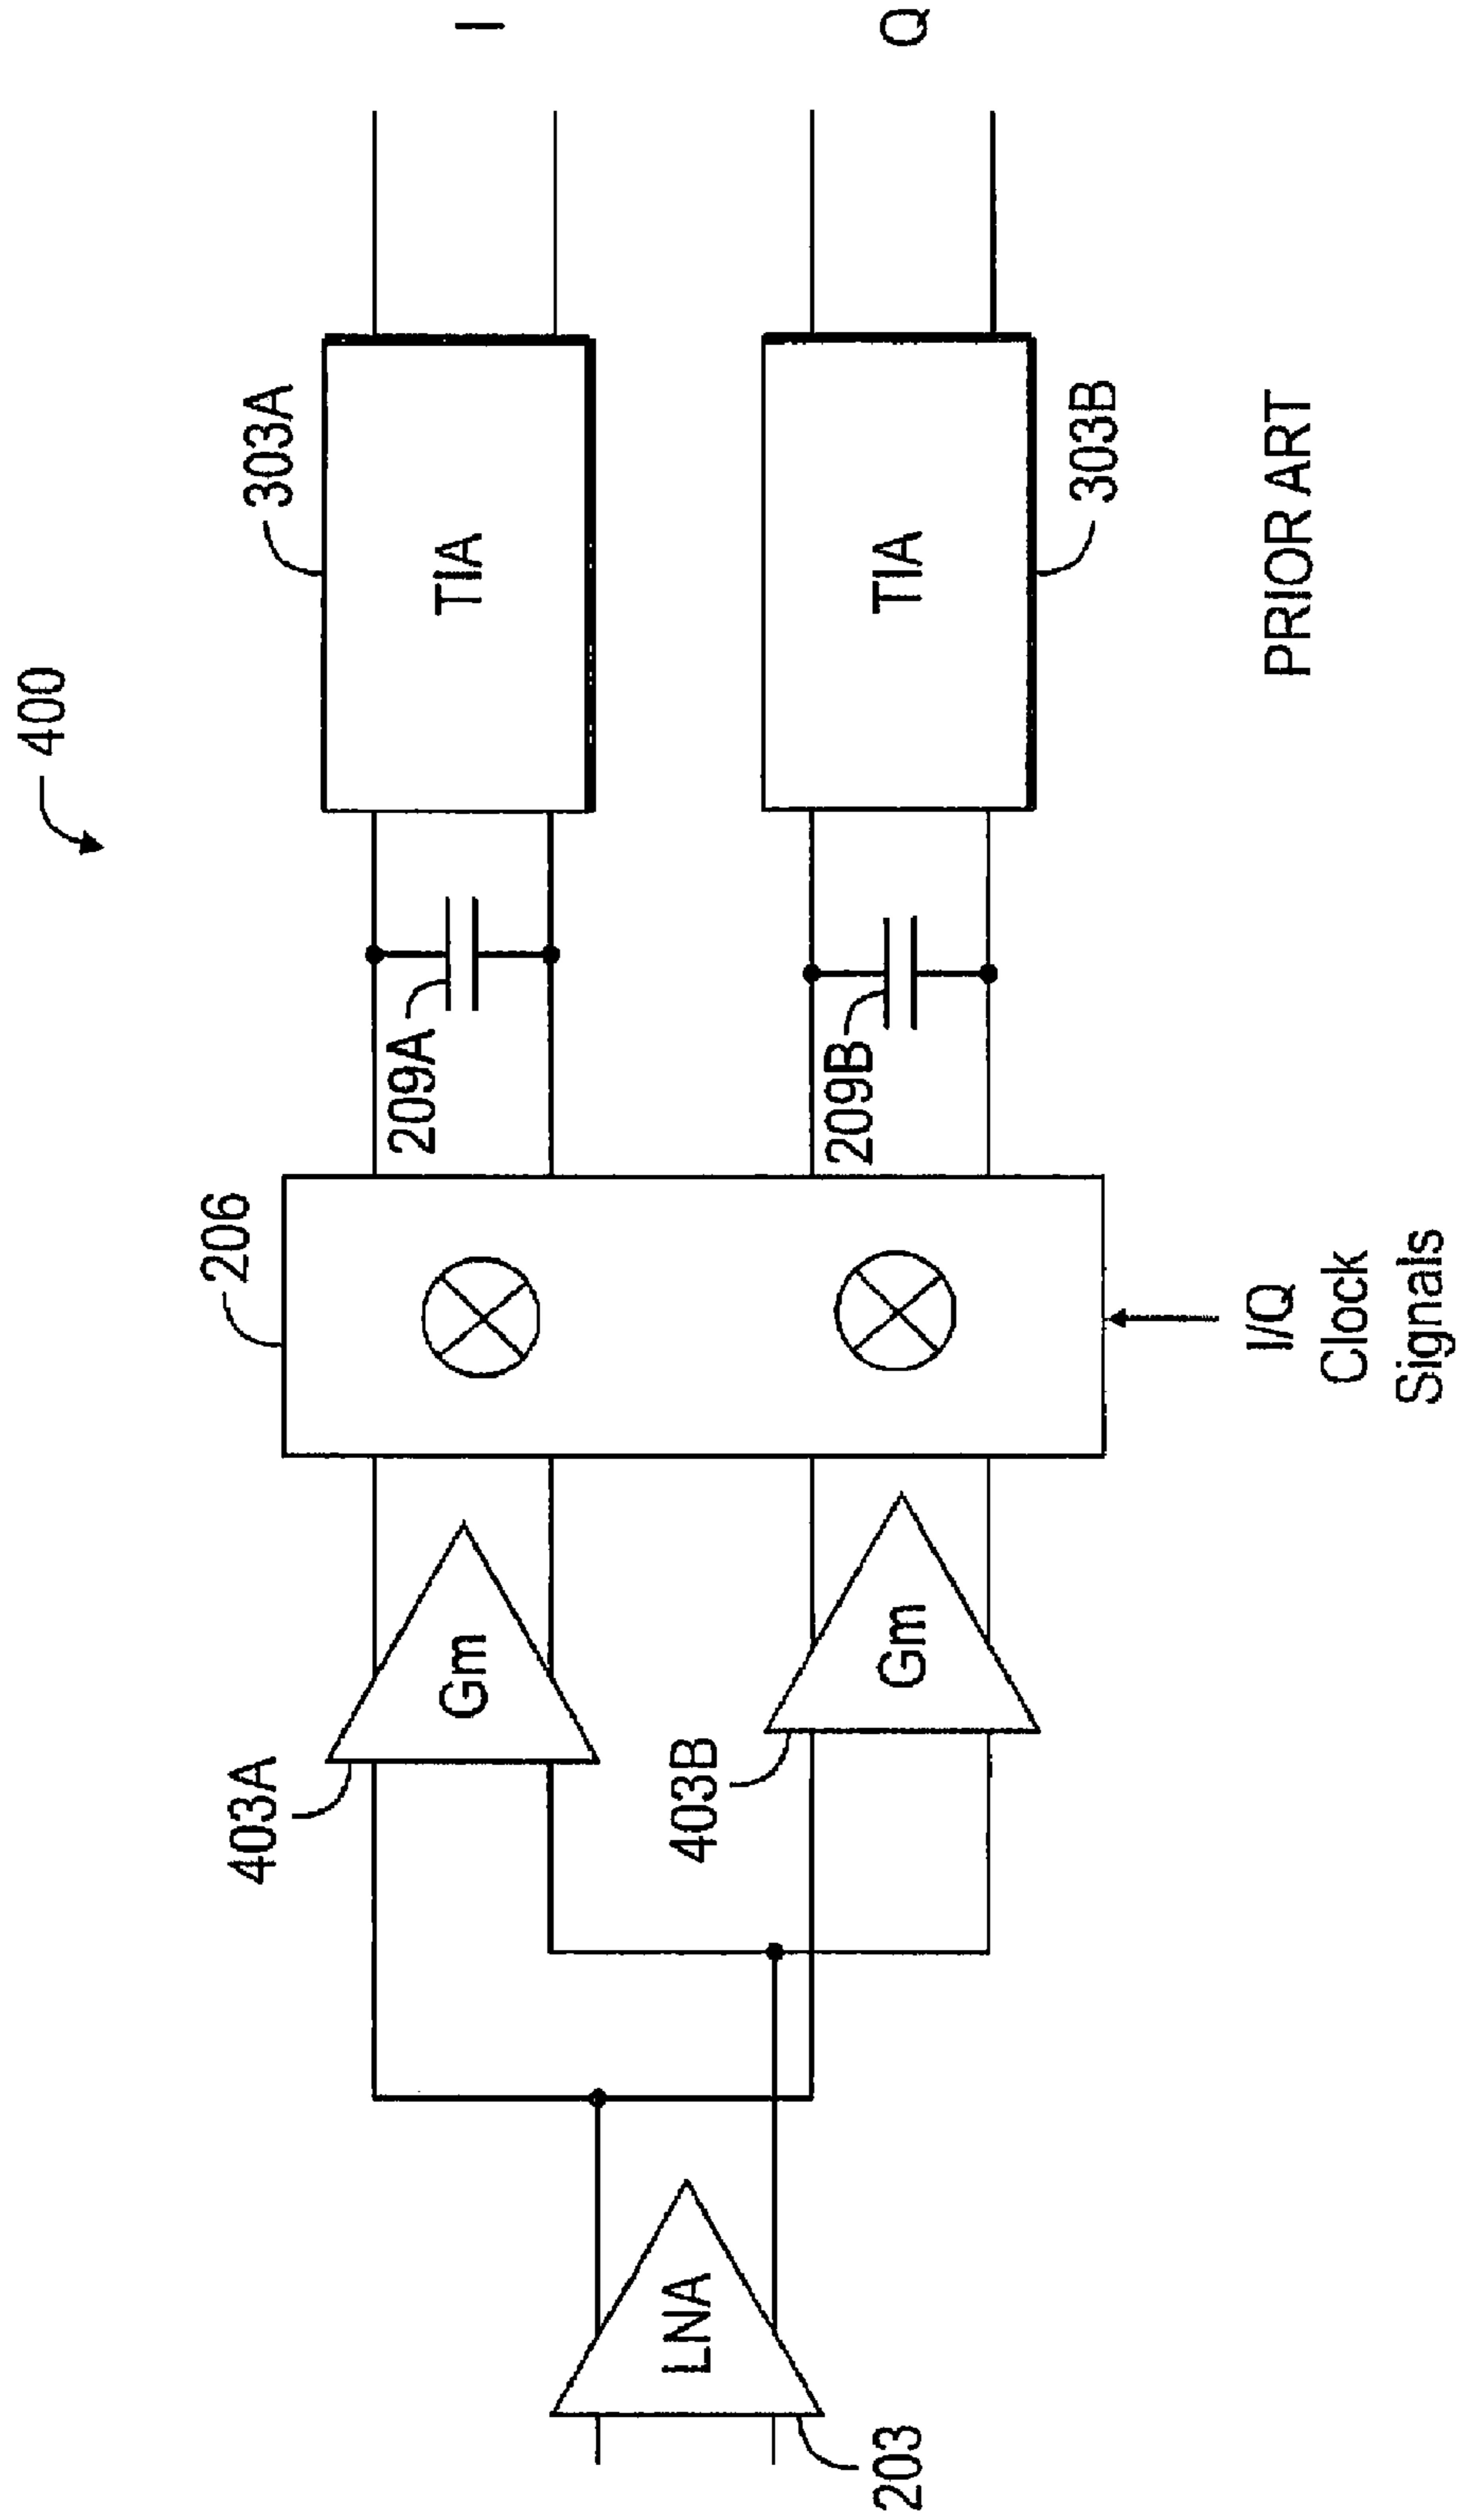 400
203
LNA
403A
Gm
403B
Gm
206
I/Q
Clock
Signals
209A
209B
303A
TIA
303B
TIA
I
Q
PRIOR ART